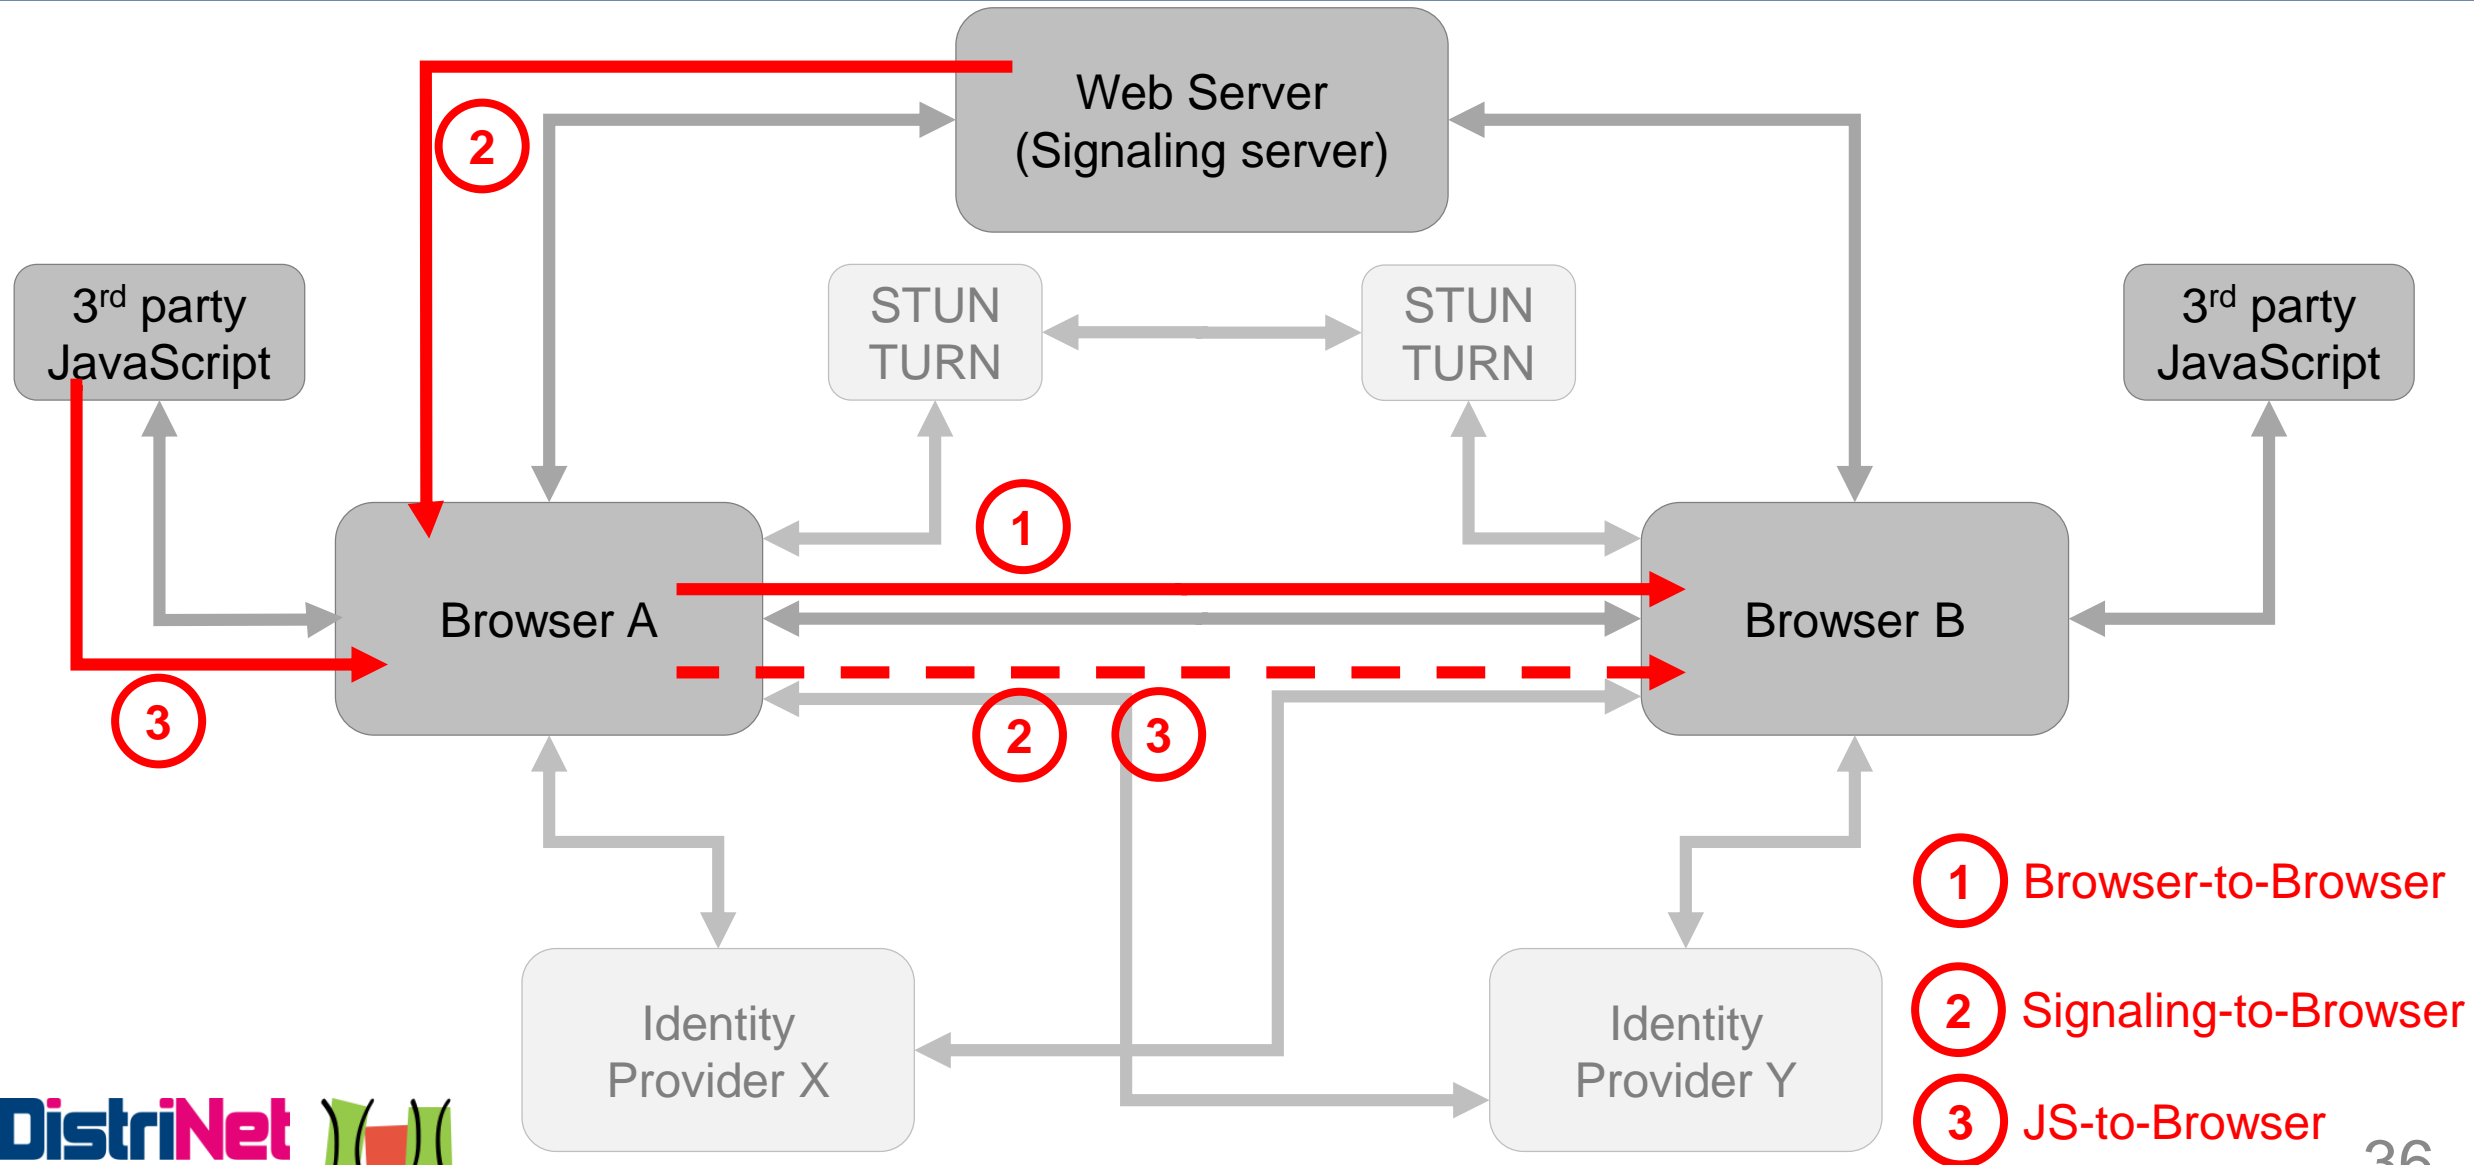 Web Server
(Signaling server)
2
3rd party
JavaScript
STUN
TURN
STUN
TURN
3rd party
JavaScript
1
Browser A
Browser B
3
2
3
1 Browser-to-Browser
Identity
Provider X
Identity
Provider Y
2 Signaling-to-Browser
3 JS-to-Browser
DistriNet
36